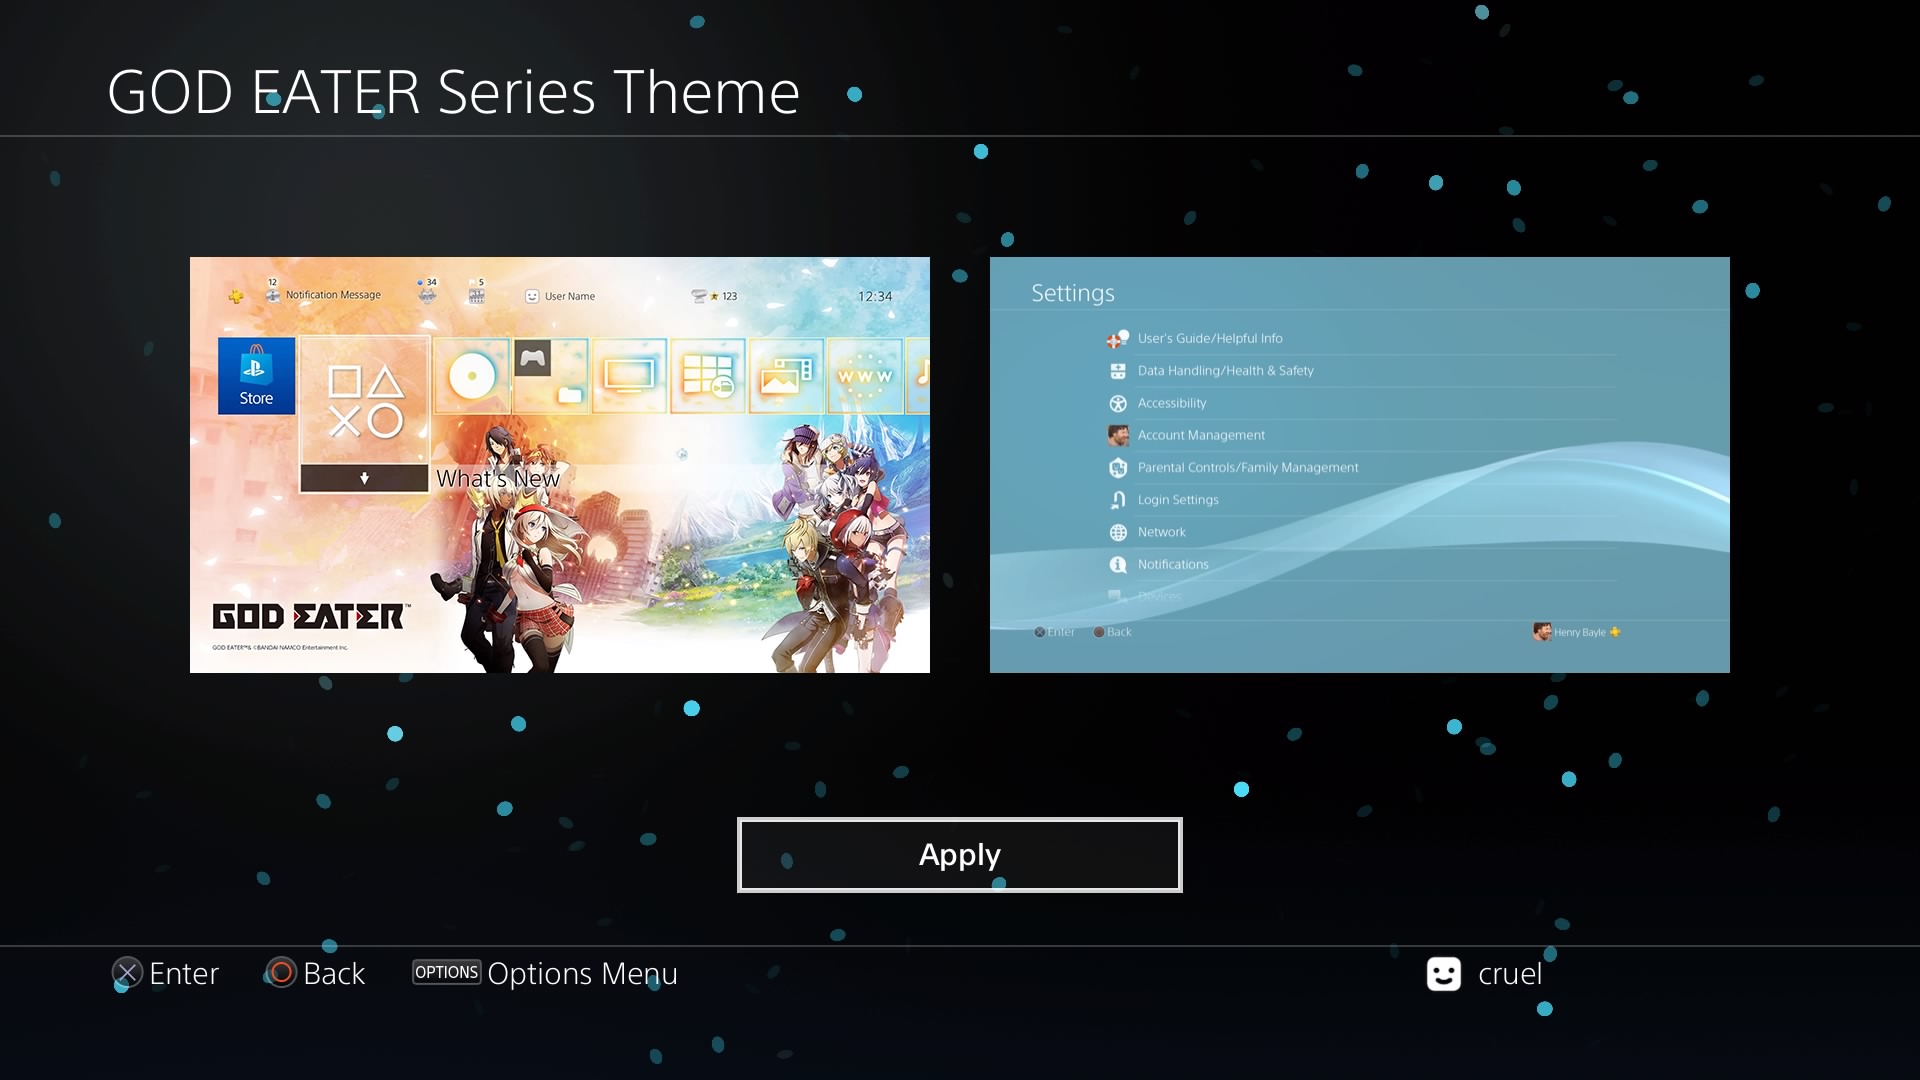 GOD EATER Series Theme
12
Notification Message
34
5
User Name
123
12:34
Store
WWW
What's New
GOD EATER™
GOD EATER™& ©BANDAI NAMCO Entertainment Inc.
Settings
User's Guide/Helpful Info
Data Handling/Health & Safety
Accessibility
Account Management
Parental Controls/Family Management
Login Settings
Network
Notifications
Devices
Enter
Back
Henry Bayle
Apply
Enter
Back
OPTIONS Options Menu
cruel